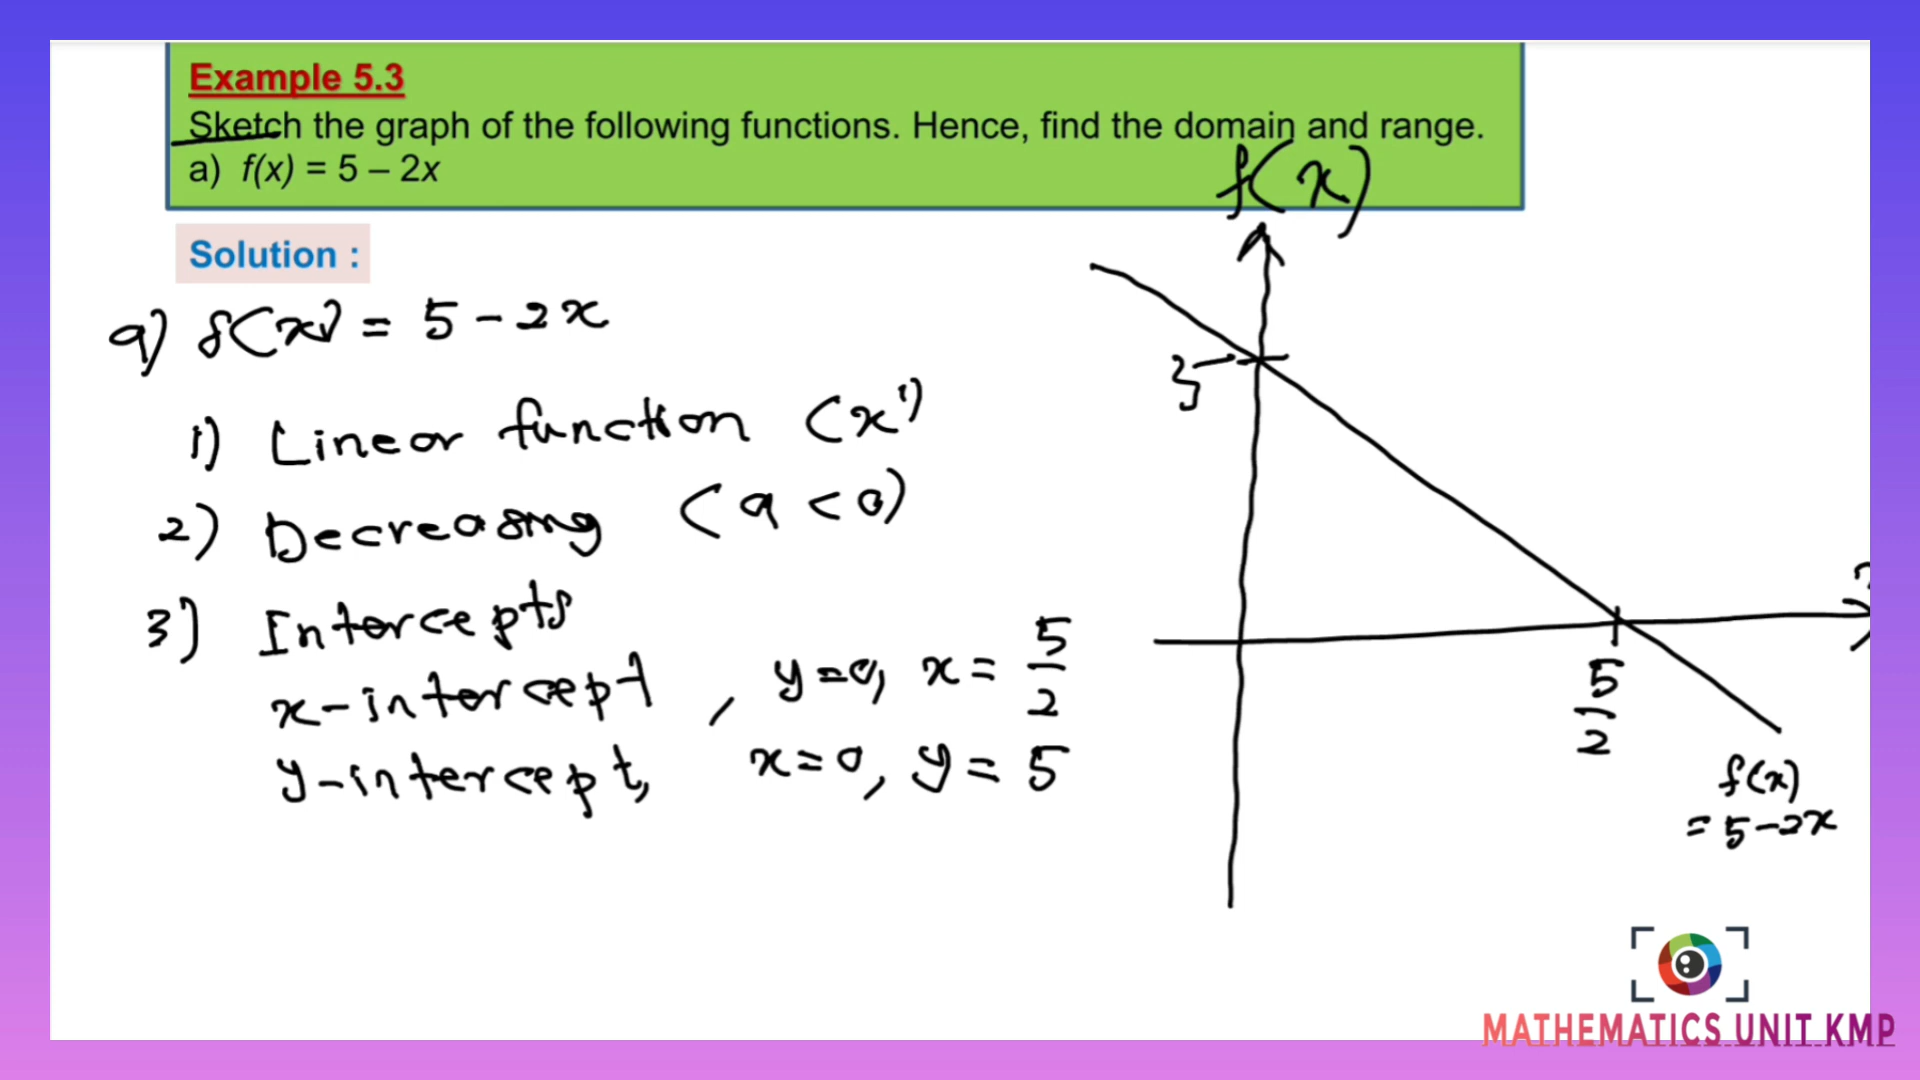 Example 5.3
Sketch the graph of the following functions. Hence, find the domain and range.
a) f(x) = 5 – 2x
Solution :
a) f(x) = 5 - 2x
1) Linear function (x¹)
2) Decreasing (a < 0)
3) Intercepts
x-intercept, y=0, x = 5/2
y-intercept, x=0, y = 5
f(x)
5
5/2
f(x)
= 5-2x
MATHEMATICS UNIT KMP